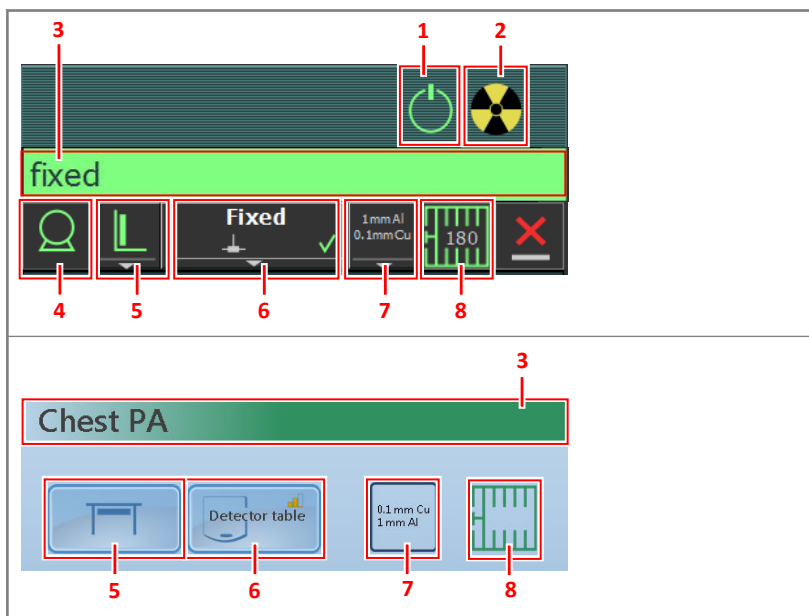 3
1
2
fixed
Fixed
1mm Al
0.1mm Cu
180
4
5
6
7
8
3
Chest PA
Detector table
0.1 mm Cu
1 mm Al
5
6
7
8